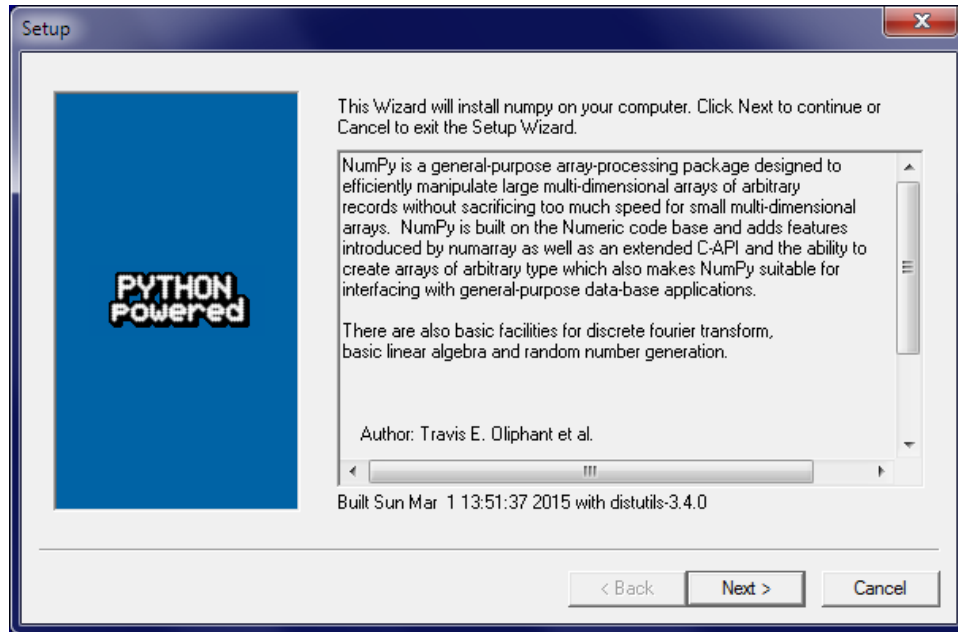 Setup
This Wizard will install numpy on your computer. Click Next to continue or
Cancel to exit the Setup Wizard.
NumPy is a general-purpose array-processing package designed to
efficiently manipulate large multi-dimensional arrays of arbitrary
records without sacrificing too much speed for small multi-dimensional
arrays.  NumPy is built on the Numeric code base and adds features
introduced by numarray as well as an extended C-API and the ability to
create arrays of arbitrary type which also makes NumPy suitable for
interfacing with general-purpose data-base applications.
There are also basic facilities for discrete fourier transform,
basic linear algebra and random number generation.
Author: Travis E. Oliphant et al.
PYTHON
Powered
Built Sun Mar  1 13:51:37 2015 with distutils-3.4.0
< Back
Next >
Cancel